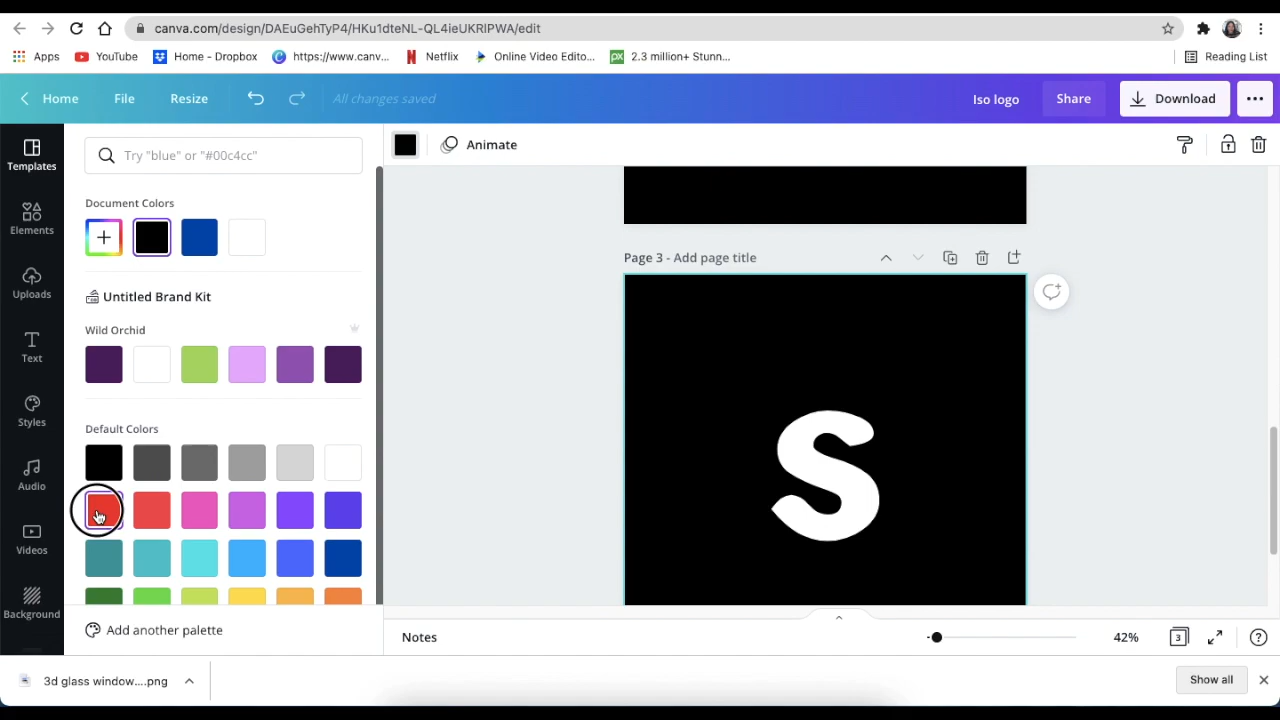 canva.com/design/DAEuGehTyP4/HKu1dteNL-QL4ieUKRlPWA/edit
Apps YouTube Home - Dropbox https://www.canv... Netflix Online Video Edito... 2.3 million+ Stunn... Reading List
Home File Resize All changes saved Iso logo Share Download
Templates
Elements
Uploads
Text
Styles
Audio
Videos
Background
Try "blue" or "#00c4cc"
Document Colors
+
Untitled Brand Kit
Wild Orchid
Default Colors
Add another palette
Animate
Page 3 - Add page title
S
Notes 42% 3 ?
3d glass window....png
Show all